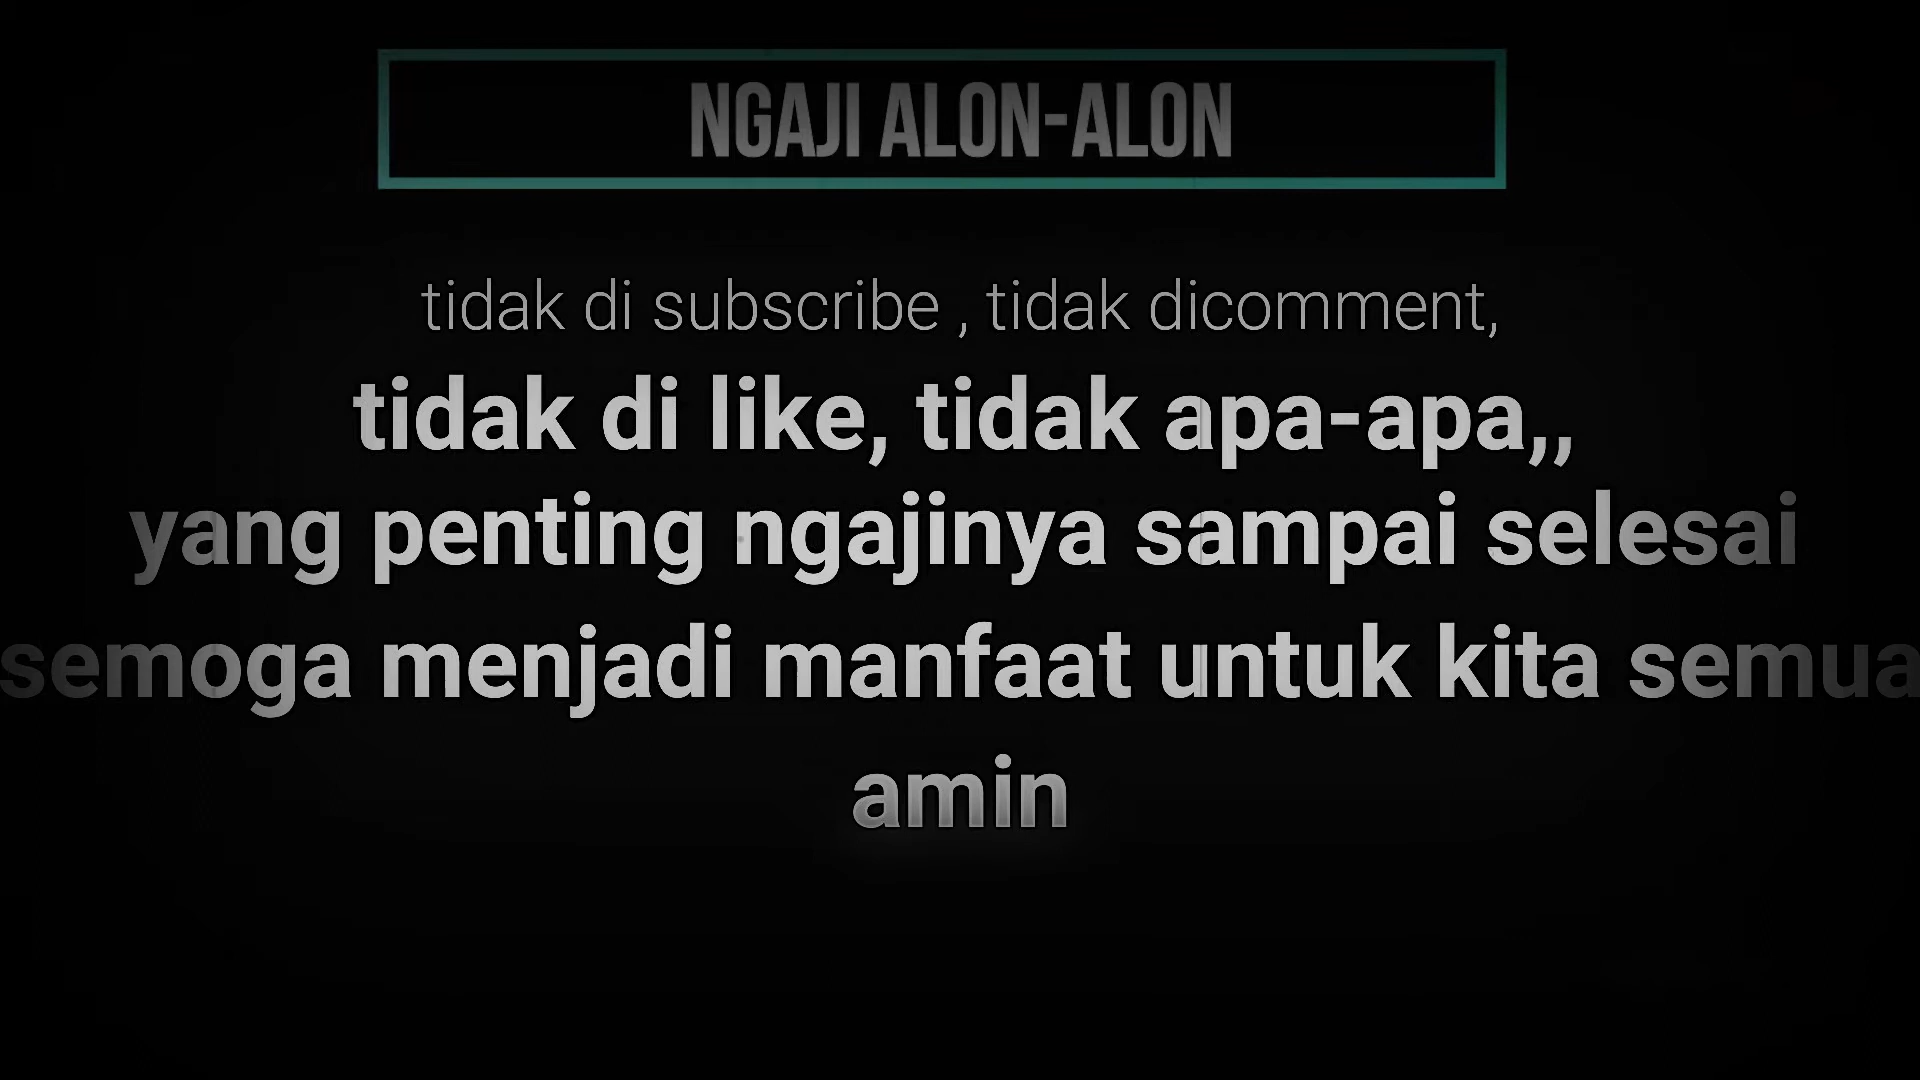 NGAJI ALON-ALON
tidak di subscribe , tidak dicomment,
tidak di like, tidak apa-apa,,
yang penting ngajinya sampai selesai
semoga menjadi manfaat untuk kita semua
amin